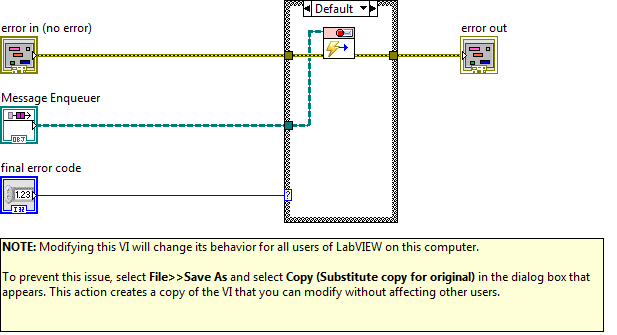 Default
error in (no error)
error out
Message Enqueuer
OBJ
final error code
1.23
I32
?
NOTE: Modifying this VI will change its behavior for all users of LabVIEW on this computer.
To prevent this issue, select File>>Save As and select Copy (Substitute copy for original) in the dialog box that
appears. This action creates a copy of the VI that you can modify without affecting other users.